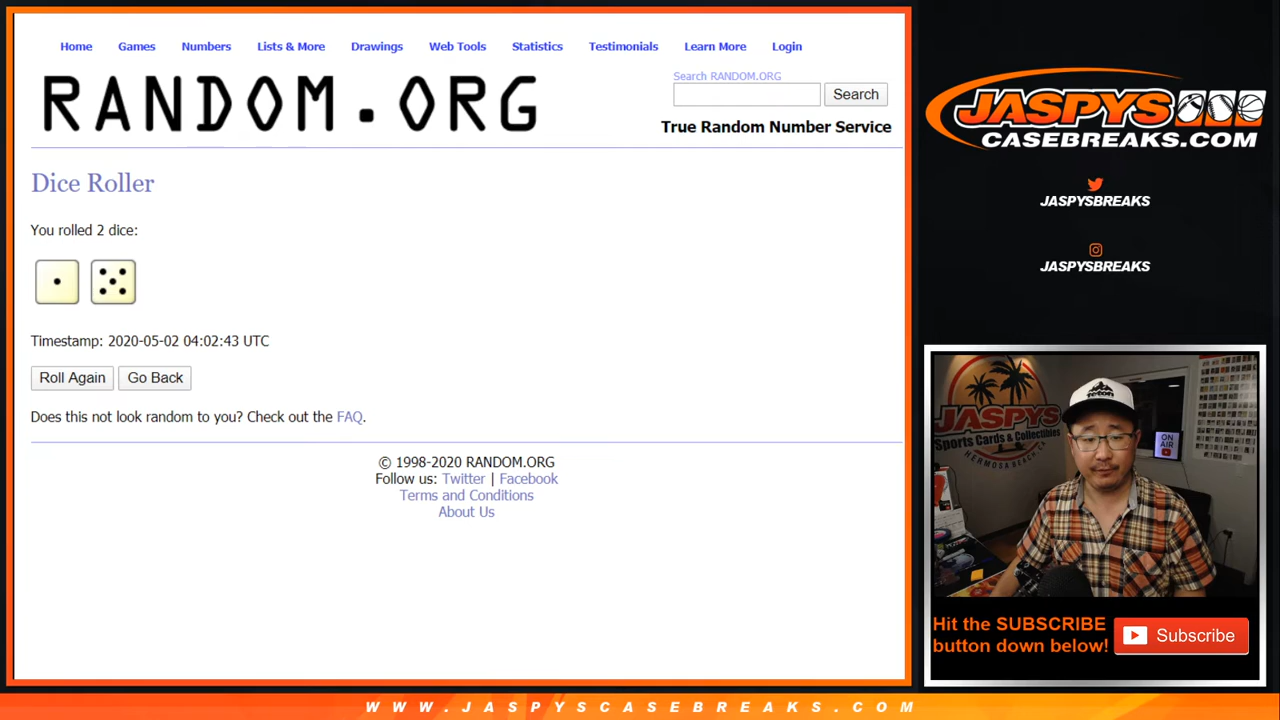 Home Games Numbers Lists & More Drawings Web Tools Statistics Testimonials Learn More Login
RANDOM.ORG
Search RANDOM.ORG
Search
True Random Number Service
Dice Roller
You rolled 2 dice:
Timestamp: 2020-05-02 04:02:43 UTC
Roll Again Go Back
Does this not look random to you? Check out the FAQ.
© 1998-2020 RANDOM.ORG
Follow us: Twitter | Facebook
Terms and Conditions
About Us
JASPYS
CASEBREAKS.COM
JASPYSBREAKS
JASPYSBREAKS
JASPYS
Sports Cards & Collectibles
HERMOSA BEACH, CA
ON
AIR
Hit the SUBSCRIBE
button down below!
Subscribe
WWW.JASPYSCASEBREAKS.COM